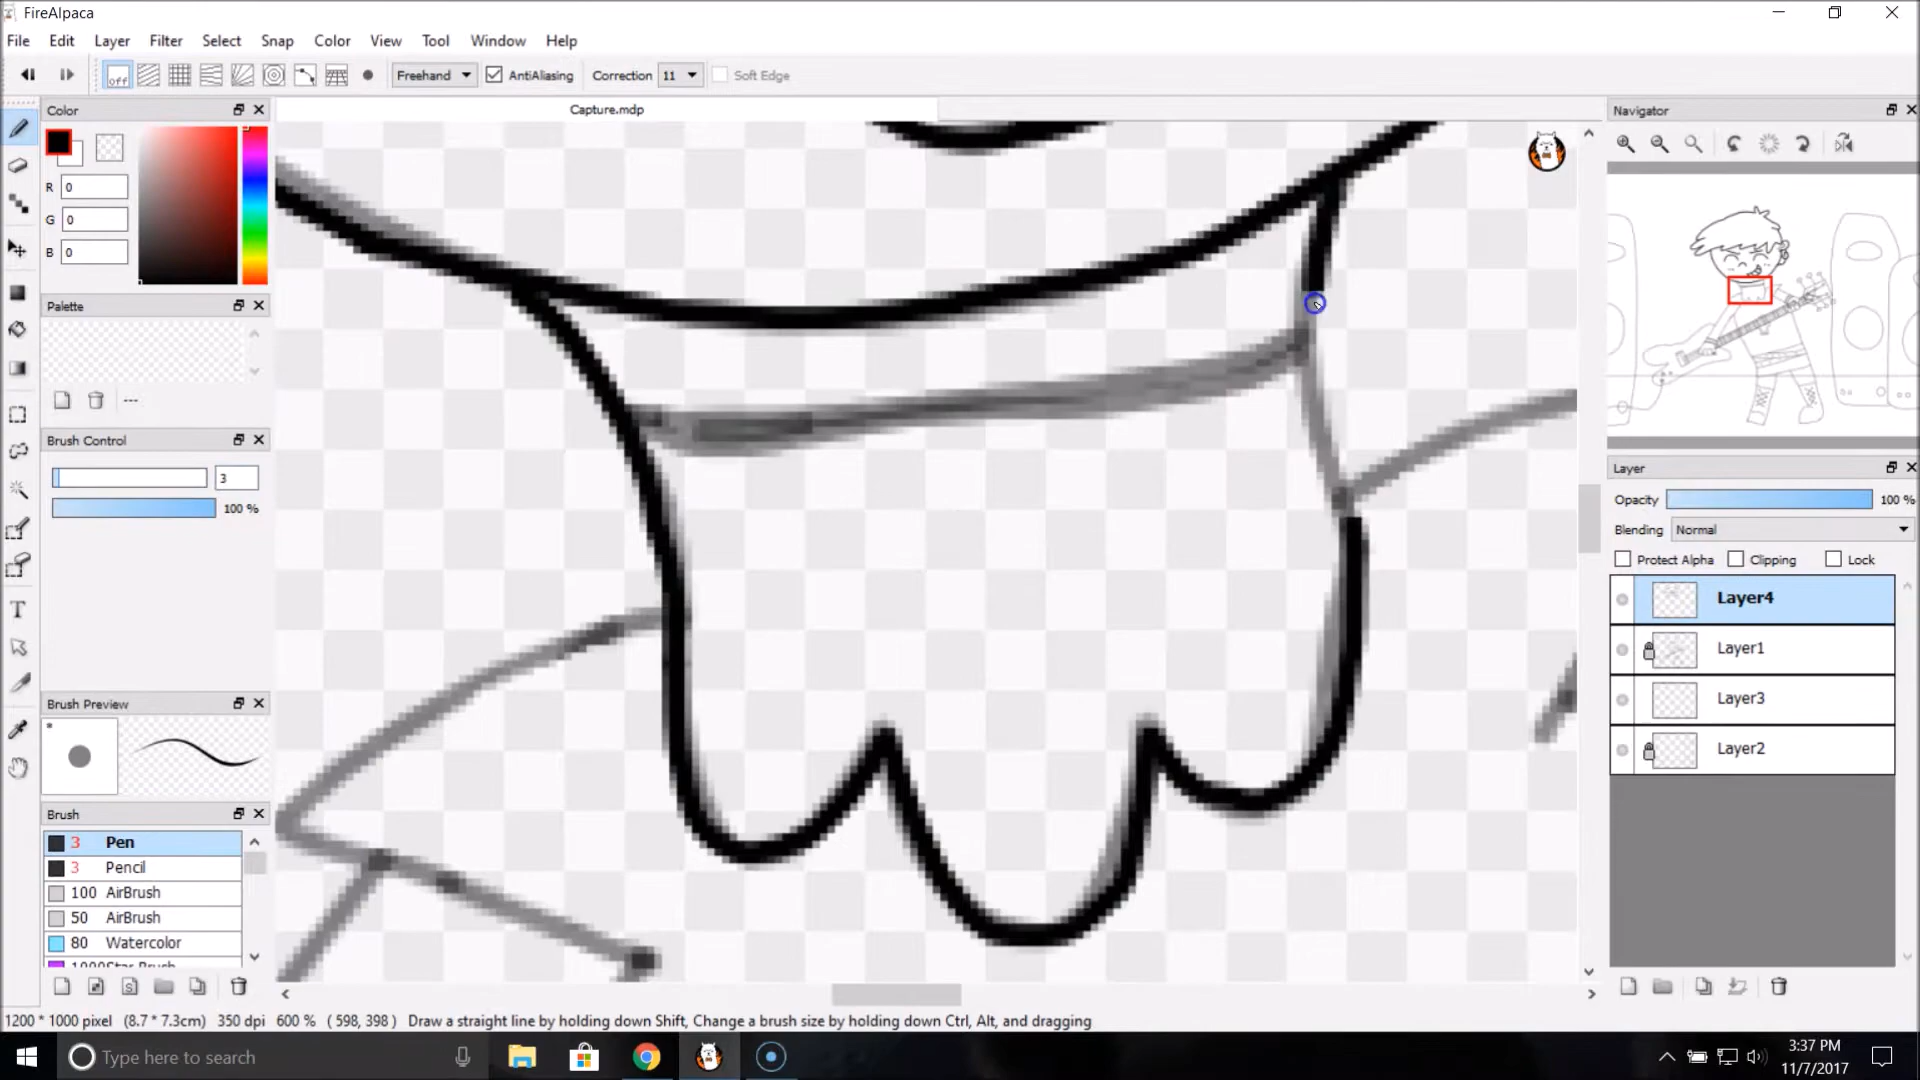 FireAlpaca
File Edit Layer Filter Select Snap Color View Tool Window Help
off Freehand AntiAliasing Correction 11 Soft Edge
Color
Capture.mdp
Navigator
R 0
G 0
B 0
Palette
---
Brush Control
3
100 %
Layer
Opacity 100 %
Blending Normal
Protect Alpha Clipping Lock
Layer4
Layer1
Layer3
Layer2
Brush Preview
Brush
3 Pen
3 Pencil
100 AirBrush
50 AirBrush
80 Watercolor
1200 * 1000 pixel (8.7 * 7.3cm) 350 dpi 600 % ( 598, 398 ) Draw a straight line by holding down Shift, Change a brush size by holding down Ctrl, Alt, and dragging
Type here to search
3:37 PM
11/7/2017